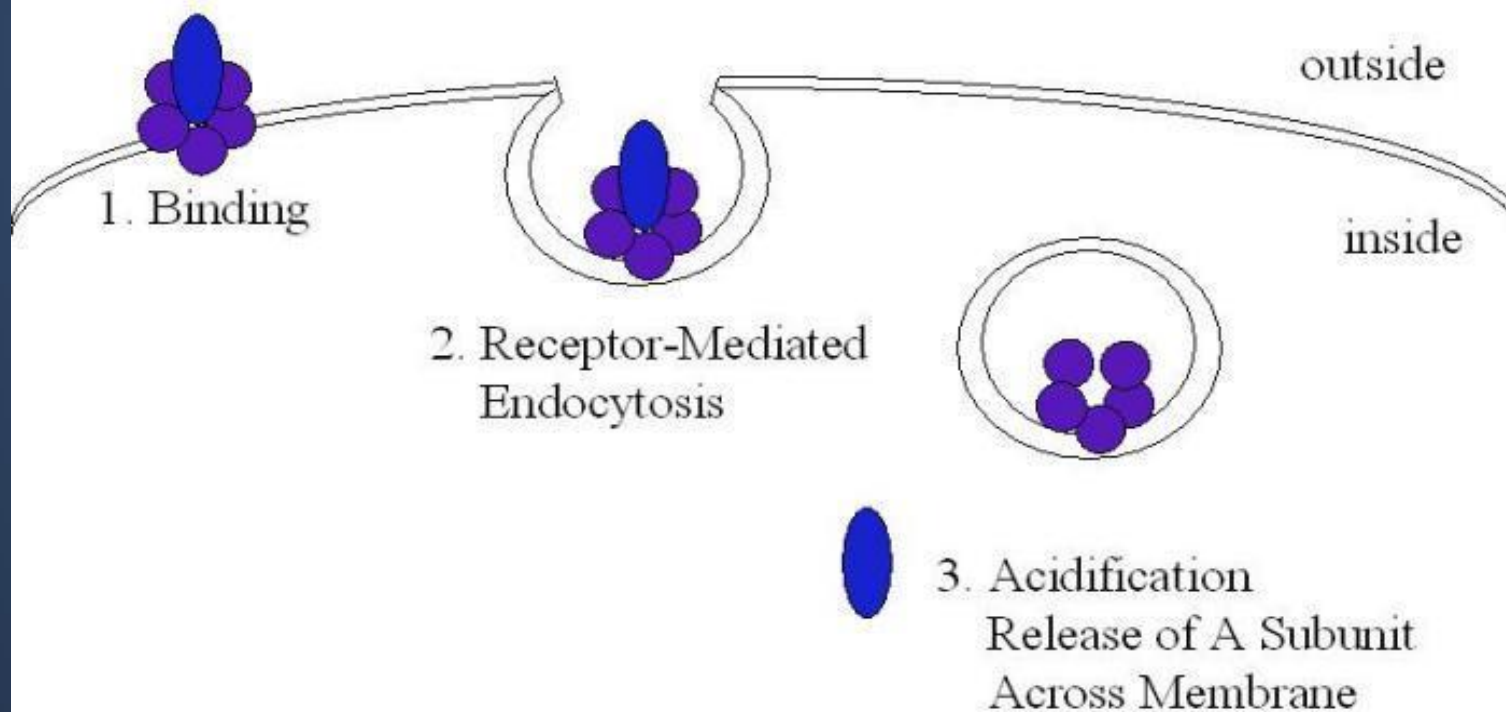 outside
1. Binding
inside
2. Receptor-Mediated
Endocytosis
3. Acidification
Release of A Subunit
Across Membrane